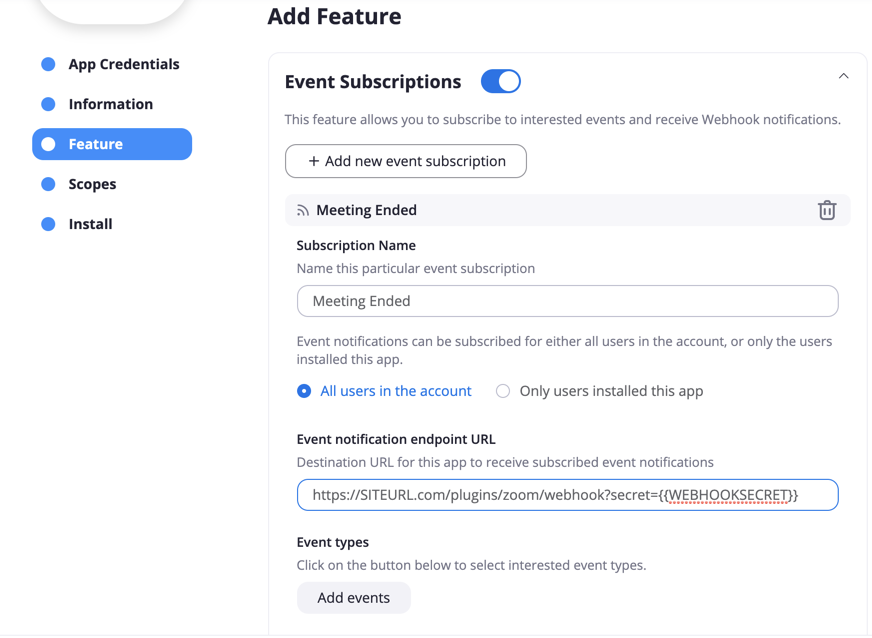 Add Feature
App Credentials
Information
Feature
Scopes
Install
Event Subscriptions
This feature allows you to subscribe to interested events and receive Webhook notifications.
+ Add new event subscription
Meeting Ended
Subscription Name
Name this particular event subscription
Meeting Ended
Event notifications can be subscribed for either all users in the account, or only the users
installed this app.
All users in the account
Only users installed this app
Event notification endpoint URL
Destination URL for this app to receive subscribed event notifications
https://SITEURL.com/plugins/zoom/webhook?secret={{WEBHOOKSECRET}}
Event types
Click on the button below to select interested event types.
Add events